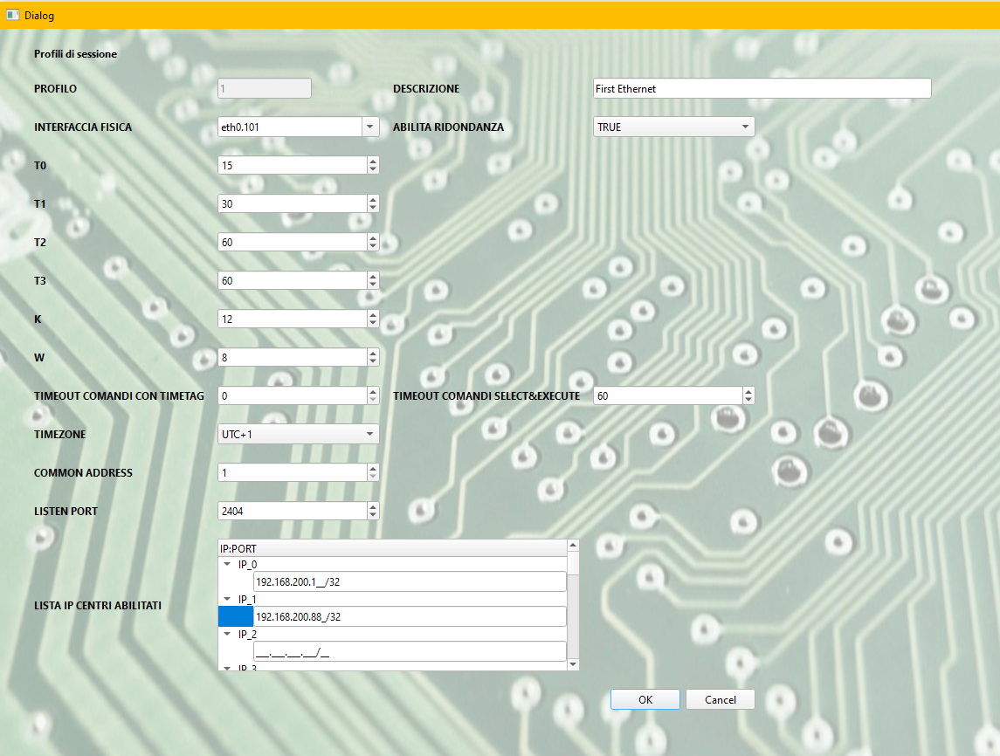 Dialog
Profili di sessione
PROFILO 1 DESCRIZIONE First Ethernet
INTERFACCIA FISICA eth0.101 ABILITA RIDONDANZA TRUE
T0 15
T1 30
T2 60
T3 60
K 12
W 8
TIMEOUT COMANDI CON TIMETAG 0 TIMEOUT COMANDI SELECT&EXECUTE 60
TIMEZONE UTC+1
COMMON ADDRESS 1
LISTEN PORT 2404
LISTA IP CENTRI ABILITATI
IP:PORT
IP_0
192.168.200.1__/32
IP_1
192.168.200.88_/32
IP_2
___.___.___.___/__
IP_3
OK Cancel